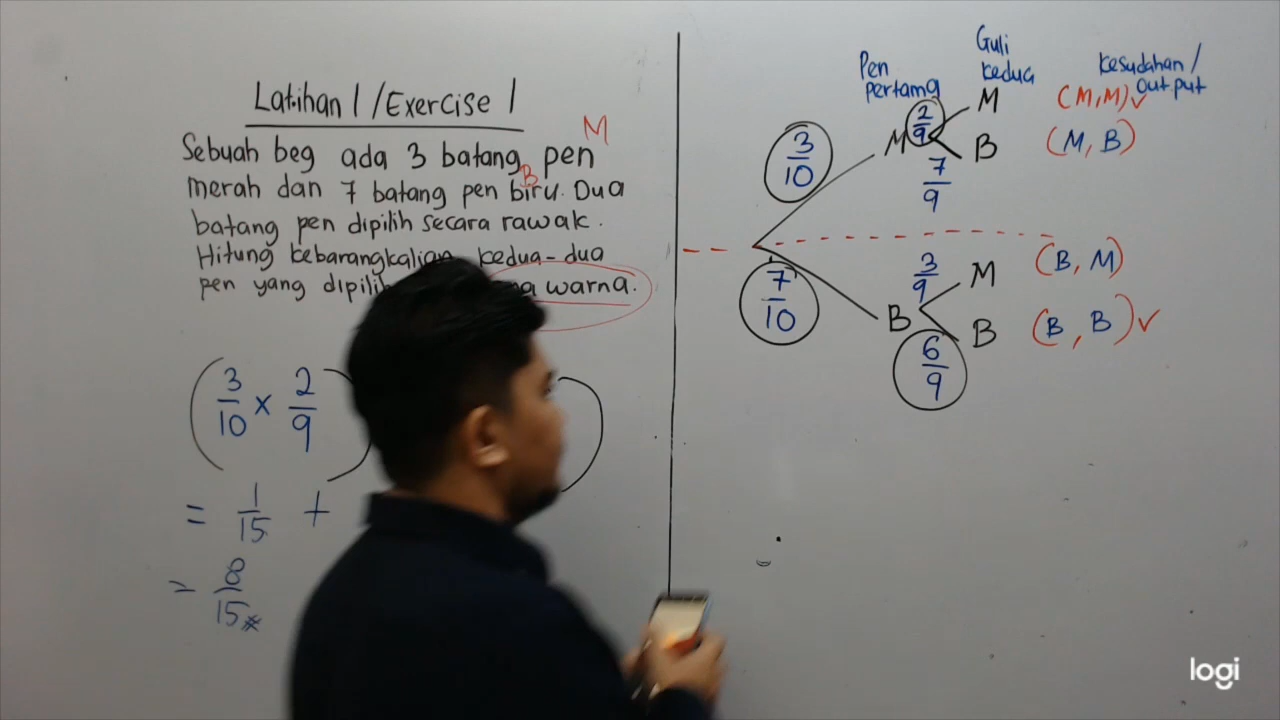 Latihan 1 / Exercise 1
M
Sebuah beg ada 3 batang pen
B
merah dan 7 batang pen biru. Dua
batang pen dipilih secara rawak.
Hitung kebarangkalian kedua-dua
pen yang warna.
(3/10 × 2/9) )
= 1/15 +
= 8/15
Pen pertama
Guli kedua
Kesudahan / Output
3/10
M
2/9
M
(M, M) ✓
7/9
B
(M, B)
7/10
B
3/9
M
(B, M)
6/9
B
(B, B) ✓
logi